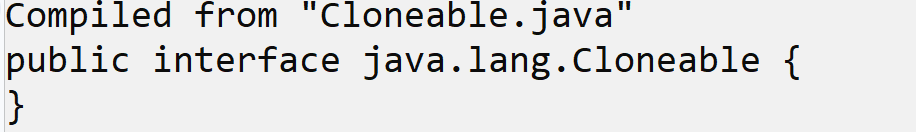 Compiled from "Cloneable.java"
public interface java.lang.Cloneable {
}